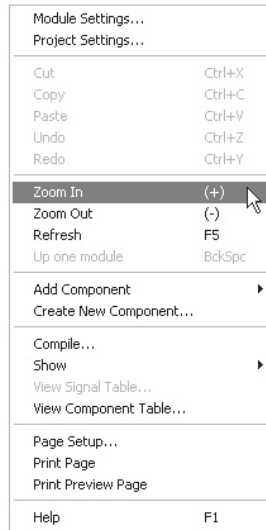 Module Settings...
Project Settings...
Cut Ctrl+X
Copy Ctrl+C
Paste Ctrl+V
Undo Ctrl+Z
Redo Ctrl+Y
Zoom In (+)
Zoom Out (-)
Refresh F5
Up one module BckSpc
Add Component
Create New Component...
Compile...
Show
View Signal Table...
View Component Table...
Page Setup...
Print Page
Print Preview Page
Help F1